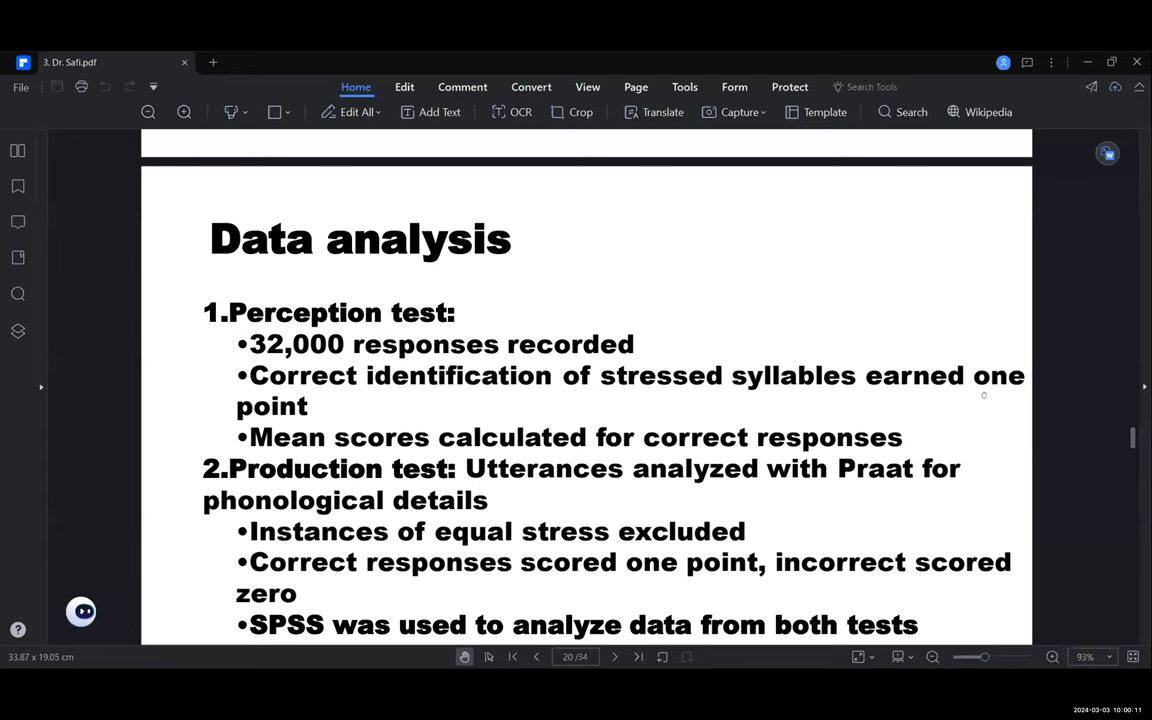 3. Dr. Safi.pdf
File
Home Edit Comment Convert View Page Tools Form Protect Search Tools
Edit All Add Text OCR Crop Translate Capture Template Search Wikipedia
Data analysis
1.Perception test:
•32,000 responses recorded
•Correct identification of stressed syllables earned one
point
•Mean scores calculated for correct responses
2.Production test: Utterances analyzed with Praat for
phonological details
•Instances of equal stress excluded
•Correct responses scored one point, incorrect scored
zero
•SPSS was used to analyze data from both tests
33.87 x 19.05 cm
20 /34
93%
2024-03-03 10:00:11